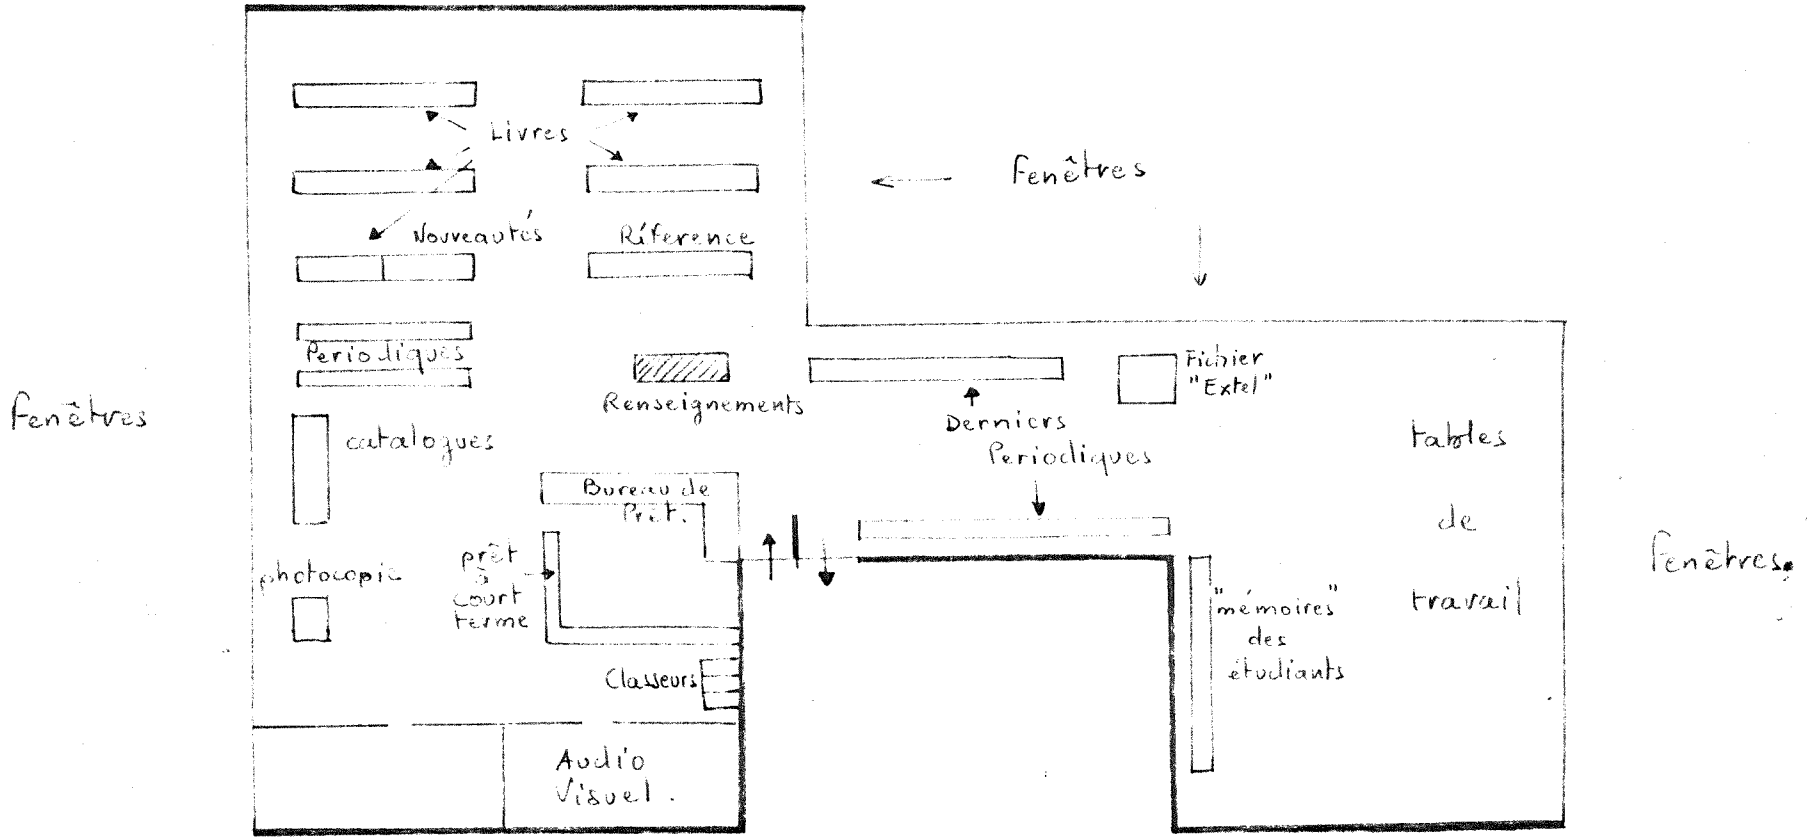 Livres
fenêtres
Nouveautés
Réference
Periodiques
Fichier
"Extel"
Renseignements
fenêtres
catalogues
Derniers
Periodiques
tables
de
travail
Bureau de
Prêt.
prêt
à
court
terme
photocopie
fenêtres.
"mémoires"
des
étudiants
Classeurs
Audio
Visuel.